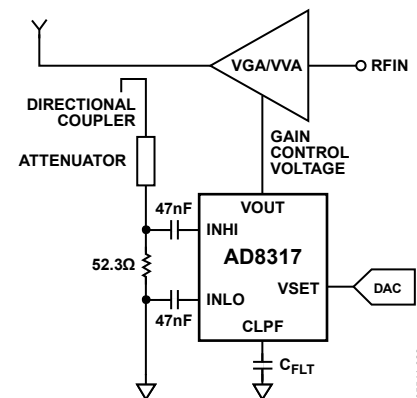 VGA/VVA
RFIN
DIRECTIONAL
COUPLER
ATTENUATOR
GAIN
CONTROL
VOLTAGE
47nF
VOUT
INHI
AD8317
52.3Ω
INLO
VSET
DAC
47nF
CLPF
CFLT